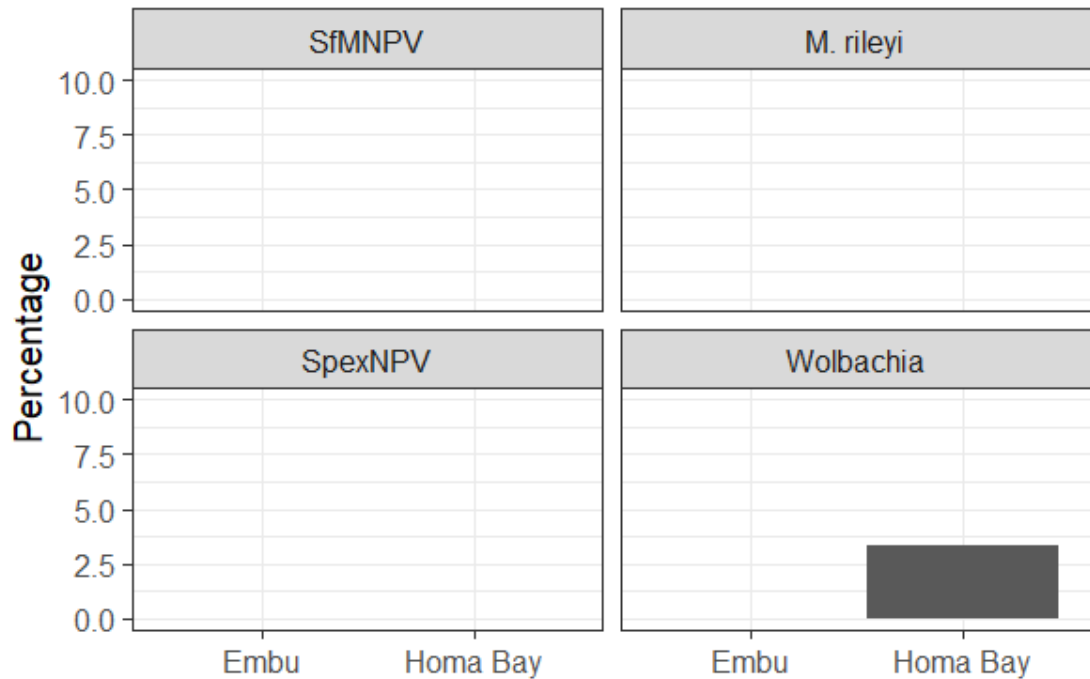 SfMNPV
M. rileyi
10.0
7.5
5.0
2.5
0.0
Percentage
SpexNPV
Wolbachia
10.0
7.5
5.0
2.5
0.0
Embu
Homa Bay
Embu
Homa Bay